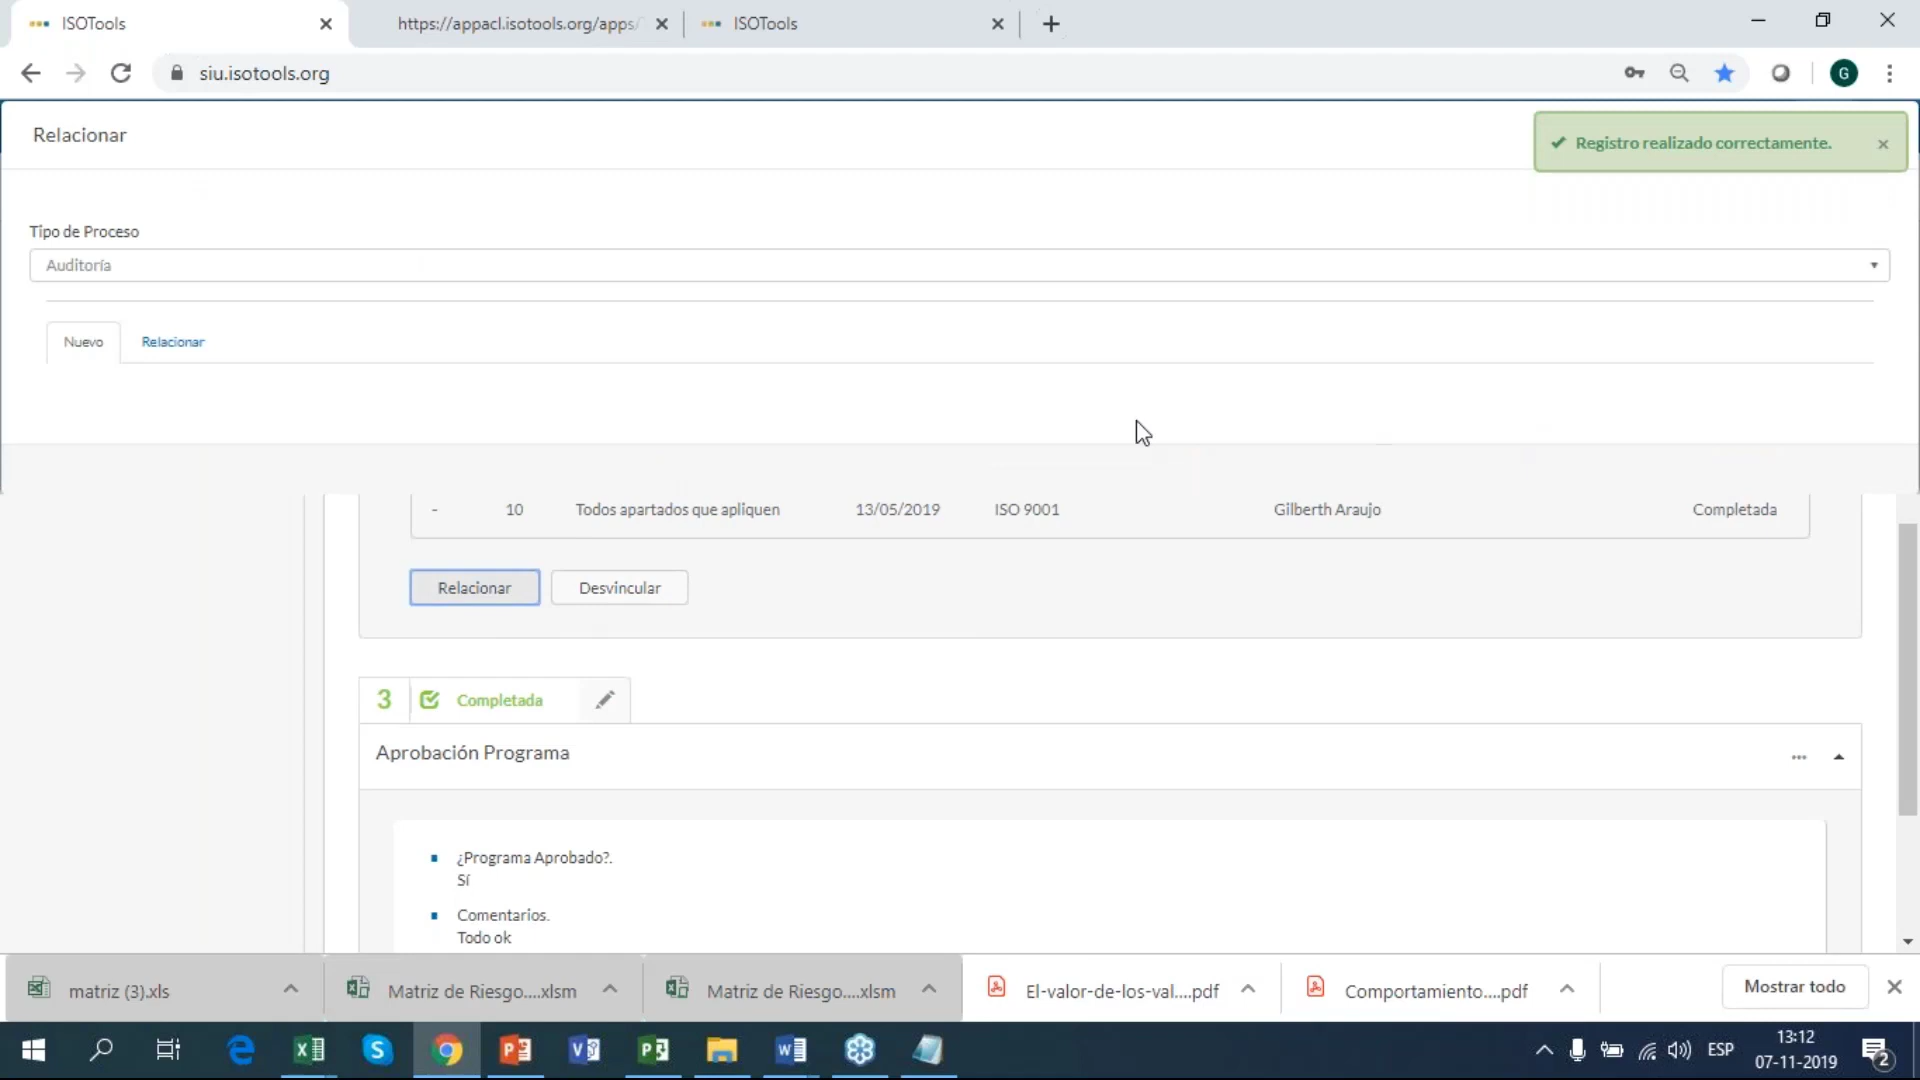 ISOTools
https://appacl.isotools.org/apps/
ISOTools
siu.isotools.org
G
Relacionar
Registro realizado correctamente.
Tipo de Proceso
Auditoría
Nuevo
Relacionar
- 10 Todos apartados que apliquen 13/05/2019 ISO 9001 Gilberth Araujo Completada
Relacionar
Desvincular
3 Completada
Aprobación Programa
¿Programa Aprobado?.
Sí
Comentarios.
Todo ok
matriz (3).xls
Matriz de Riesgo....xlsm
Matriz de Riesgo....xlsm
El-valor-de-los-val....pdf
Comportamiento....pdf
Mostrar todo
ESP
13:12
07-11-2019
2